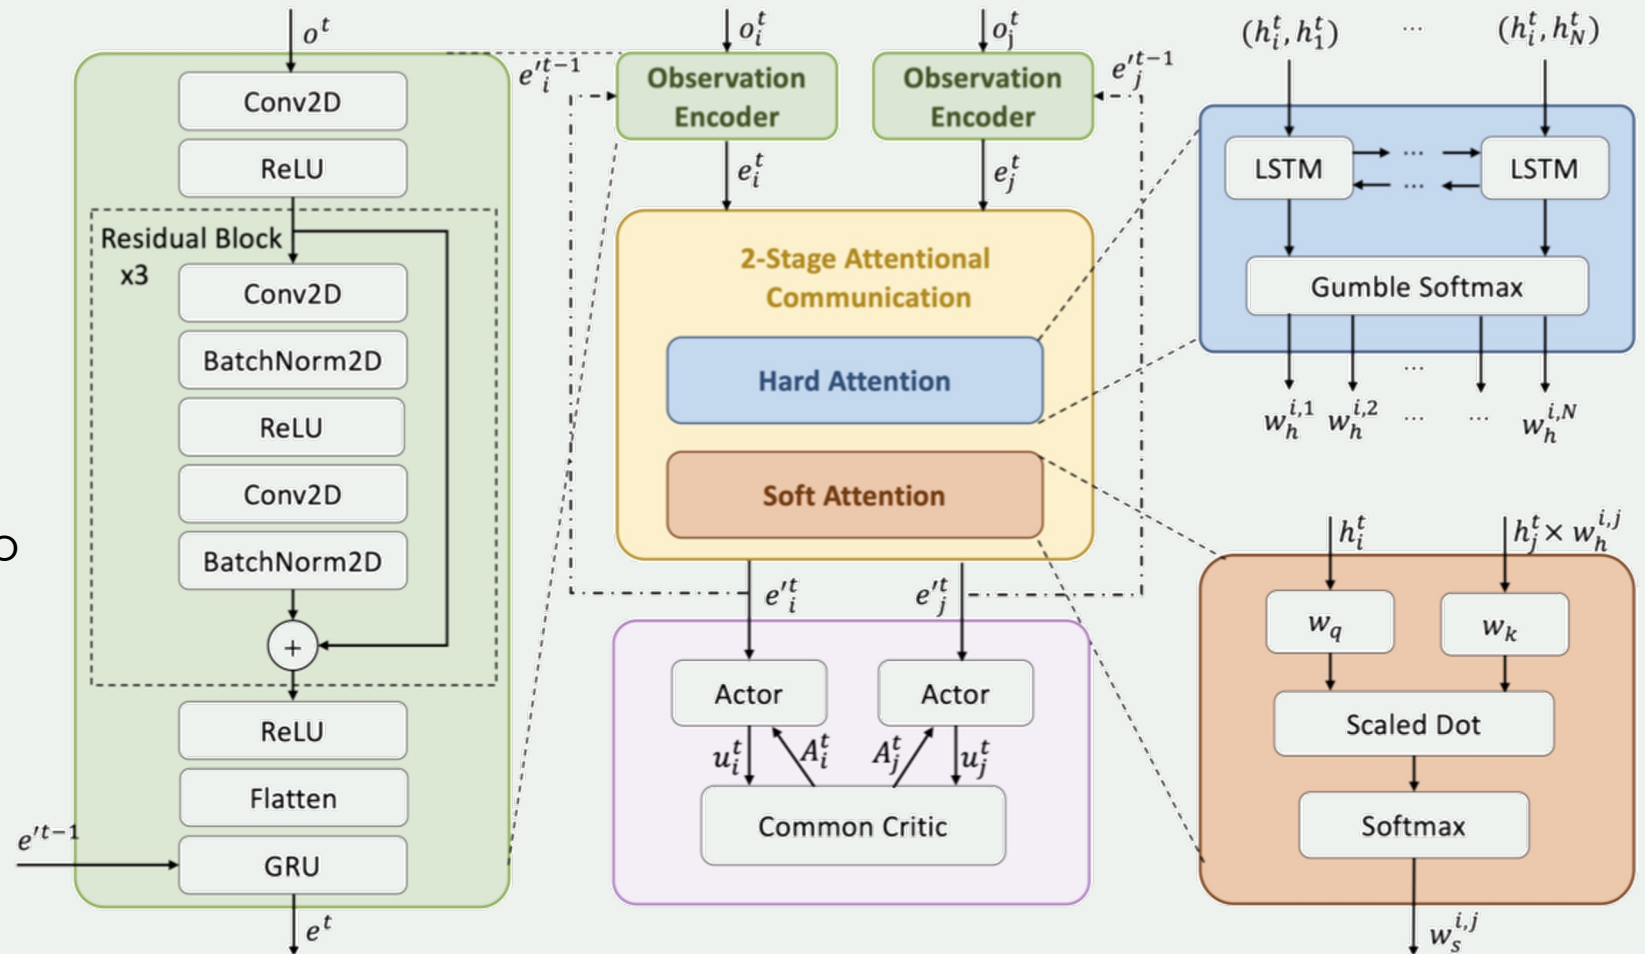 o^t
Conv2D
ReLU
Residual Block
x3
Conv2D
BatchNorm2D
ReLU
Conv2D
BatchNorm2D
+
ReLU
Flatten
e'^{t-1}
GRU
e^t
o
o_i^t
o_j^t
e'_i^{t-1}
Observation
Encoder
Observation
Encoder
e'_j^{t-1}
e_i^t
e_j^t
2-Stage Attentional
Communication
Hard Attention
Soft Attention
e'_i^t
e'_j^t
Actor
Actor
u_i^t
A_i^t
A_j^t
u_j^t
Common Critic
(h_i^t, h_1^t) ... (h_i^t, h_N^t)
LSTM
...
...
LSTM
Gumble Softmax
...
w_h^{i,1} w_h^{i,2} ... ... w_h^{i,N}
h_i^t
h_j^t × w_h^{i,j}
w_q
w_k
Scaled Dot
Softmax
w_s^{i,j}